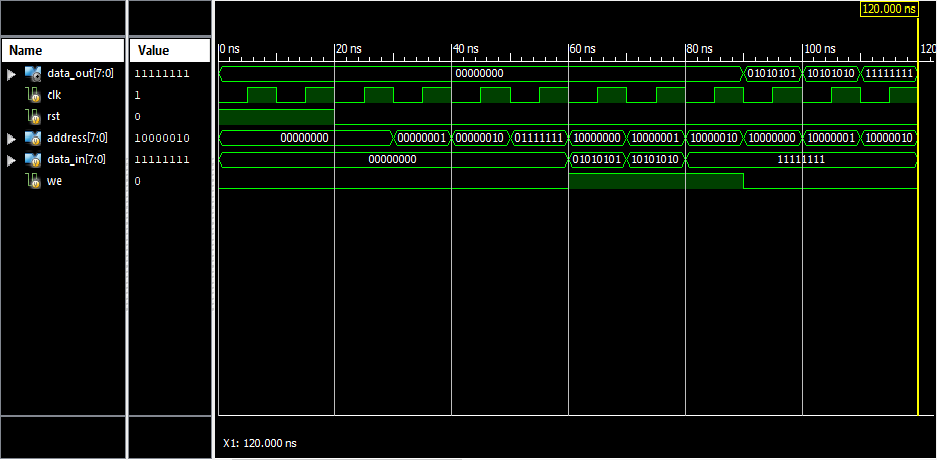 120.000 ns
Name Value 0 ns 20 ns 40 ns 60 ns 80 ns 100 ns 120
data_out[7:0] 11111111 00000000 01010101 10101010 11111111
clk 1
rst 0
address[7:0] 10000010 00000000 00000001 00000010 01111111 10000000 10000001 10000010 10000000 10000001 10000010
data_in[7:0] 11111111 00000000 01010101 10101010 11111111
we 0
X1: 120.000 ns